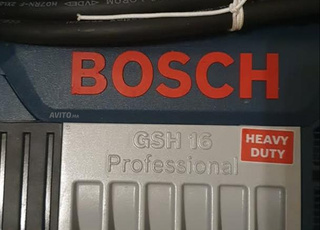 BOSCH
AVITO.ma
GSH 16
Professional
HEAVY
DUTY